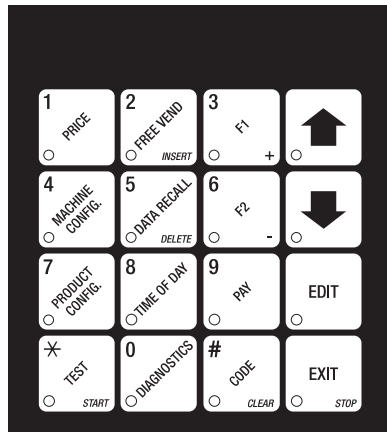 1 PRICE
2 FREE VEND INSERT
3 F1 +
4 MACHINE CONFIG.
5 DATA RECALL DELETE
6 F2 -
7 PRODUCT CONFIG.
8 TIME OF DAY
9 PAY
EDIT
* TEST START
0 DIAGNOSTICS
# CODE CLEAR
EXIT STOP